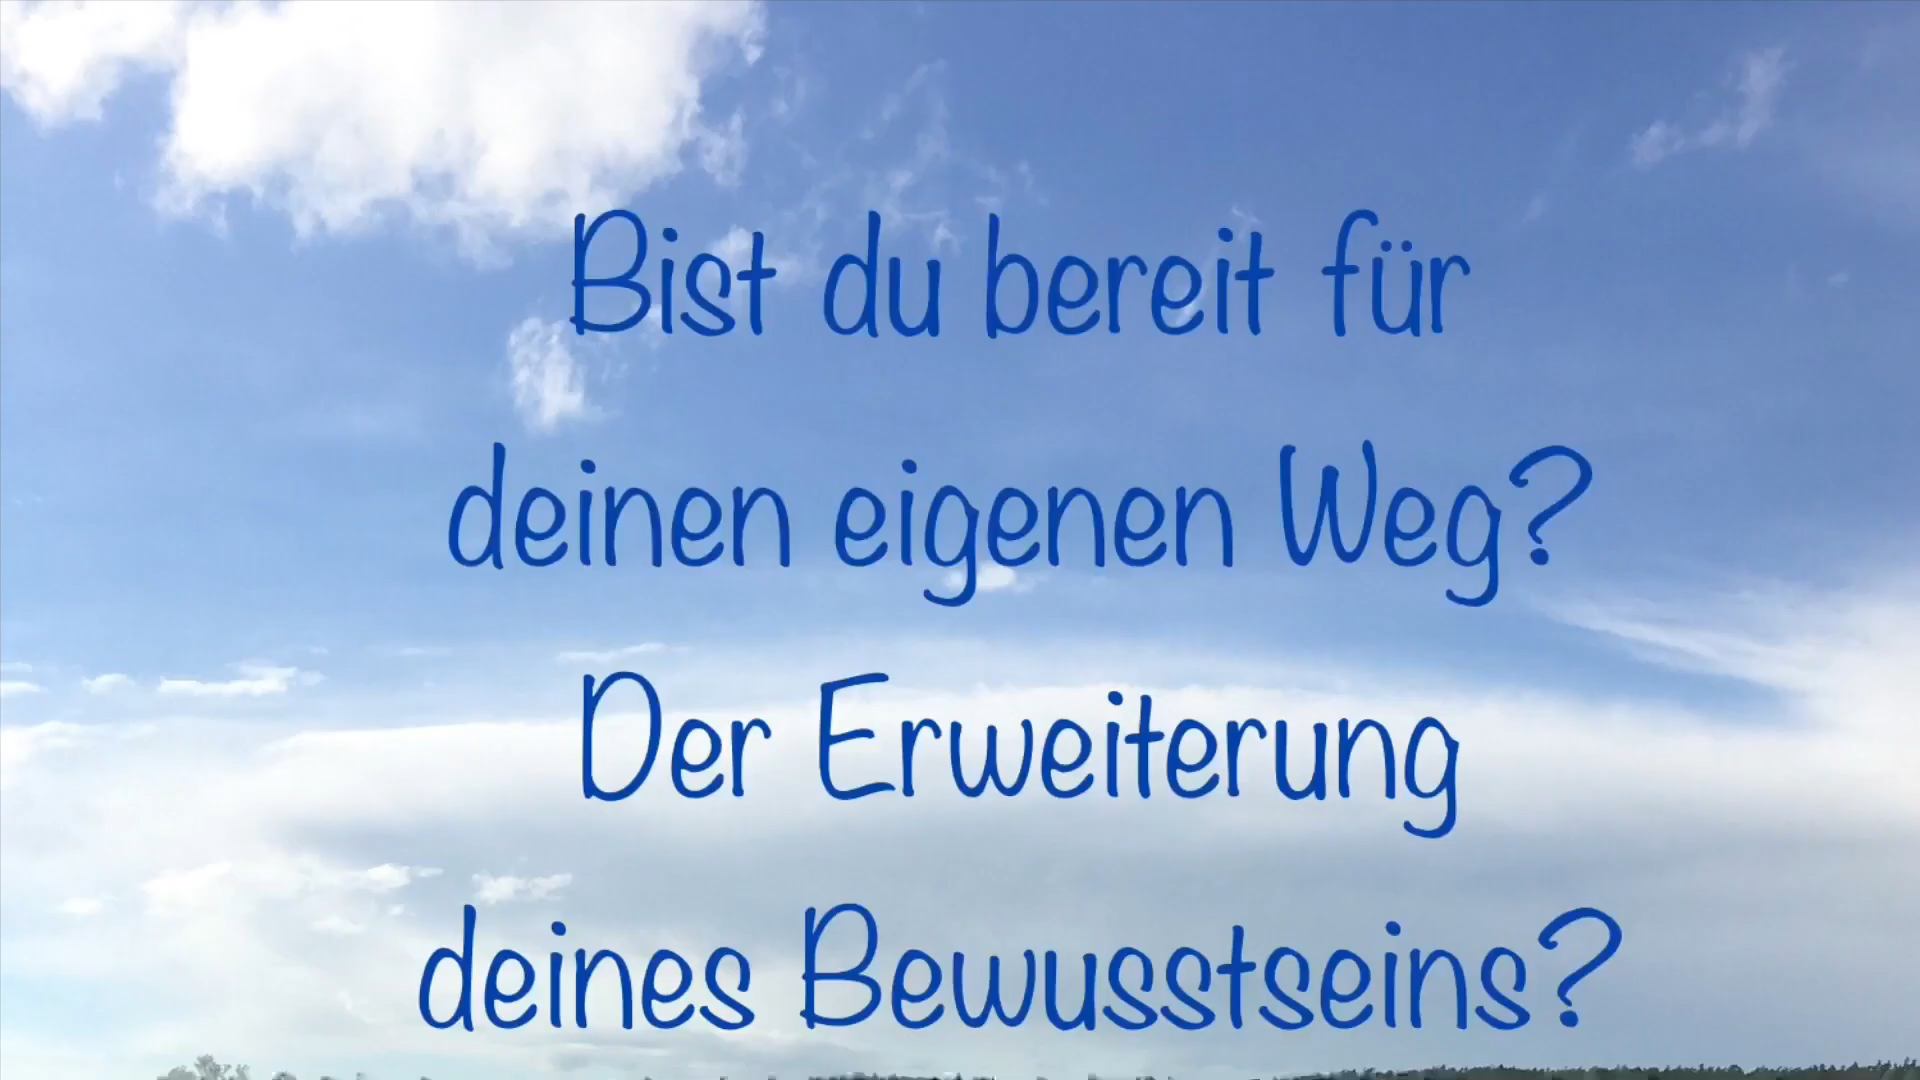 Bist du bereit für
deinen eigenen Weg?
Der Erweiterung
deines Bewusstseins?